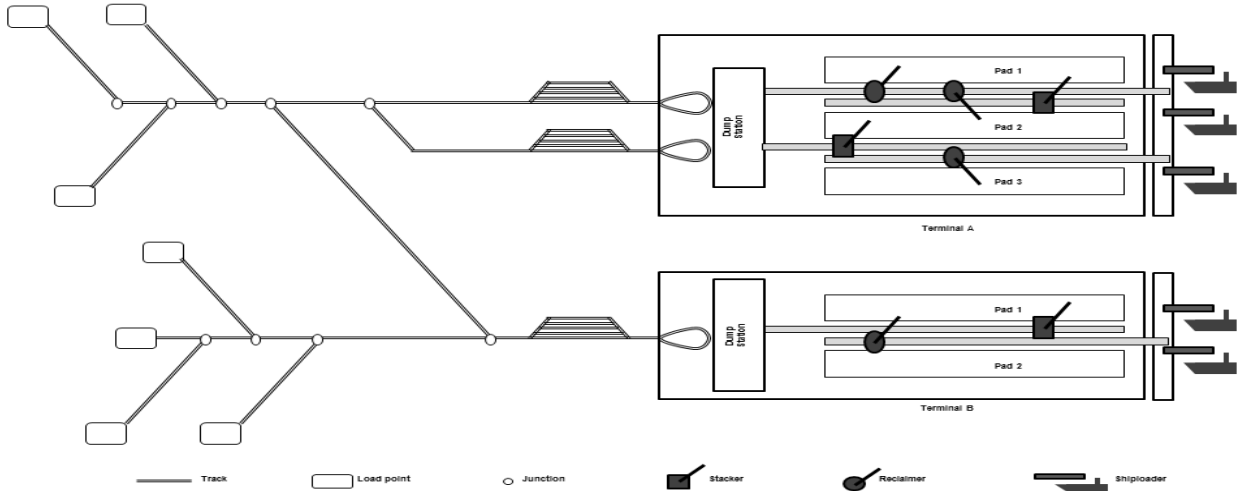 Pad 1
Dump
station
Pad 2
Pad 3
Terminal A
Pad 1
Dump
station
Pad 2
Terminal B
Track
Load point
Junction
Stacker
Reclaimer
Shiploader